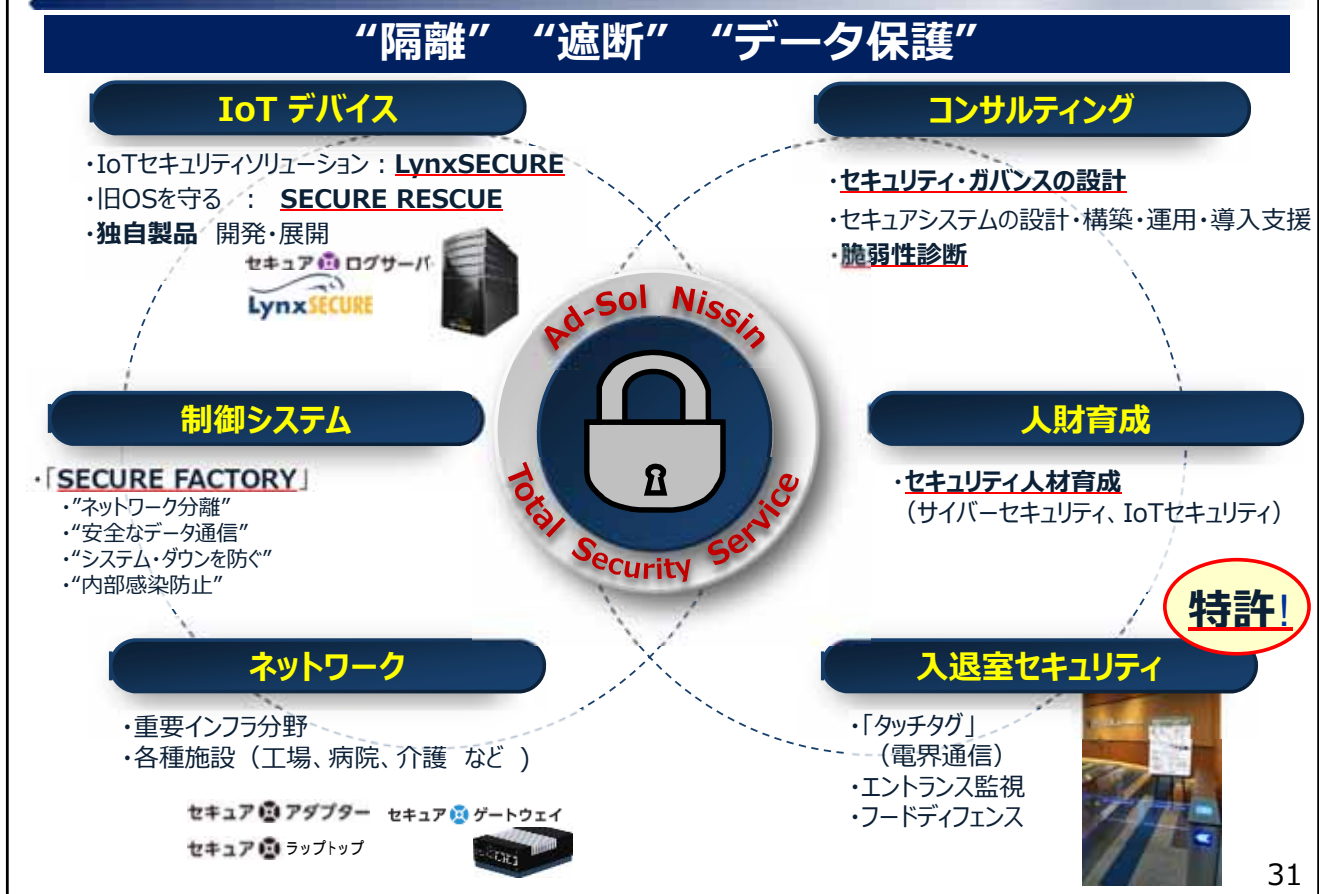 “隔離” “遮断” “データ保護”
IoT デバイス
・IoTセキュリティソリューション : LynxSECURE
・旧OSを守る : SECURE RESCUE
・独自製品 開発・展開
セキュア ログサーバ
LynxSECURE
制御システム
・「SECURE FACTORY」
・”ネットワーク分離”
・“安全なデータ通信”
・“システム・ダウンを防ぐ”
・“内部感染防止”
ネットワーク
・重要インフラ分野
・各種施設（工場、病院、介護 など )
セキュア アダプター セキュア ゲートウェイ
セキュア ラップトップ
Ad-Sol Nissin
Total Security Service
コンサルティング
・セキュリティ・ガバンスの設計
・セキュアシステムの設計・構築・運用・導入支援
・脆弱性診断
人財育成
・セキュリティ人材育成
（サイバーセキュリティ、IoTセキュリティ）
特許!
入退室セキュリティ
・「タッチタグ」
（電界通信）
・エントランス監視
・フードディフェンス
31